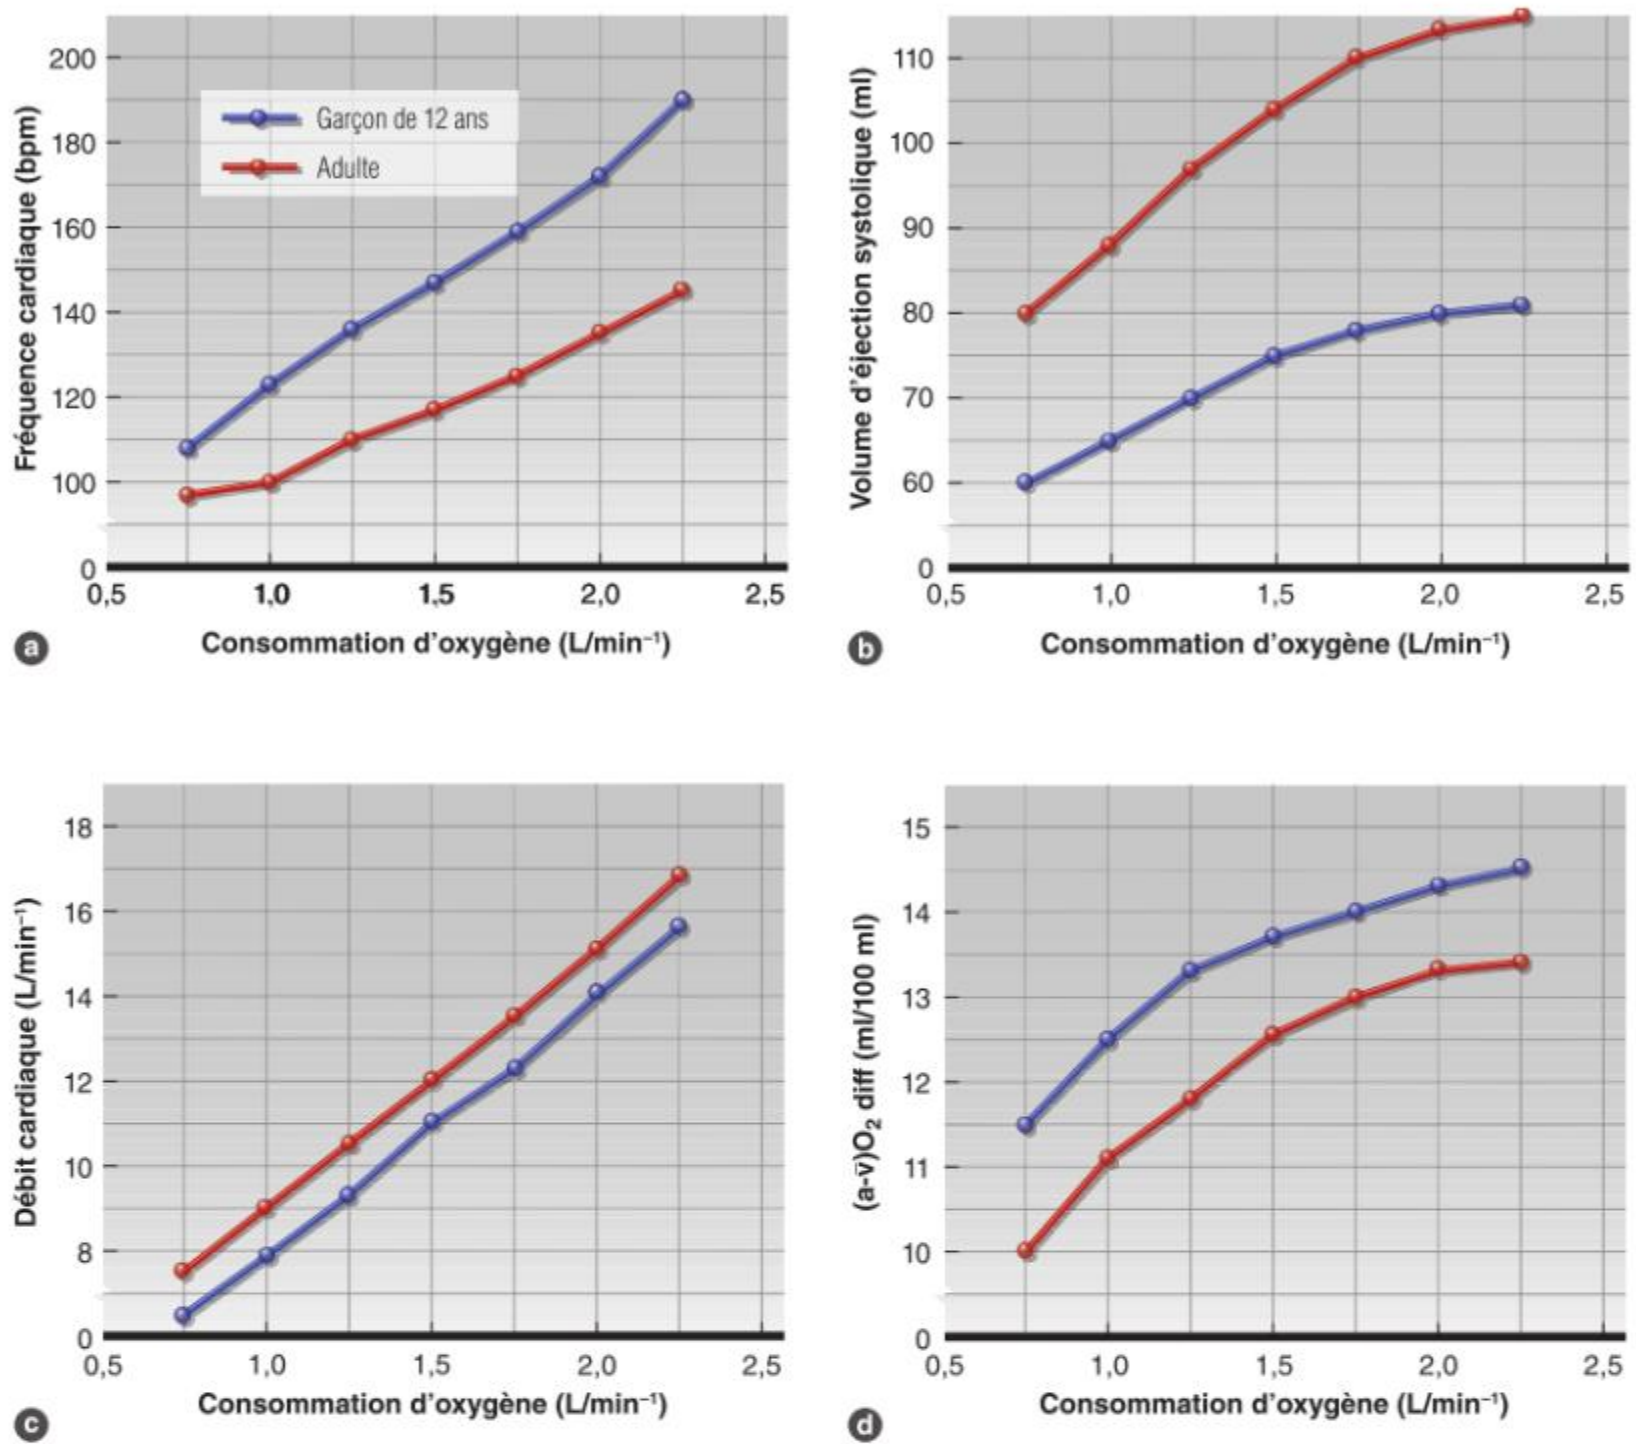 Fréquence cardiaque (bpm)
200
180
160
140
120
100
0
Garçon de 12 ans
Adulte
0,5 1,0 1,5 2,0 2,5
Consommation d'oxygène (L/min⁻¹)
a
Volume d'éjection systolique (ml)
110
100
90
80
70
60
0
0,5 1,0 1,5 2,0 2,5
Consommation d'oxygène (L/min⁻¹)
b
Débit cardiaque (L/min⁻¹)
18
16
14
12
10
8
0
0,5 1,0 1,5 2,0 2,5
Consommation d'oxygène (L/min⁻¹)
c
(a-v̄)O₂ diff (ml/100 ml)
15
14
13
12
11
10
0
0,5 1,0 1,5 2,0 2,5
Consommation d'oxygène (L/min⁻¹)
d